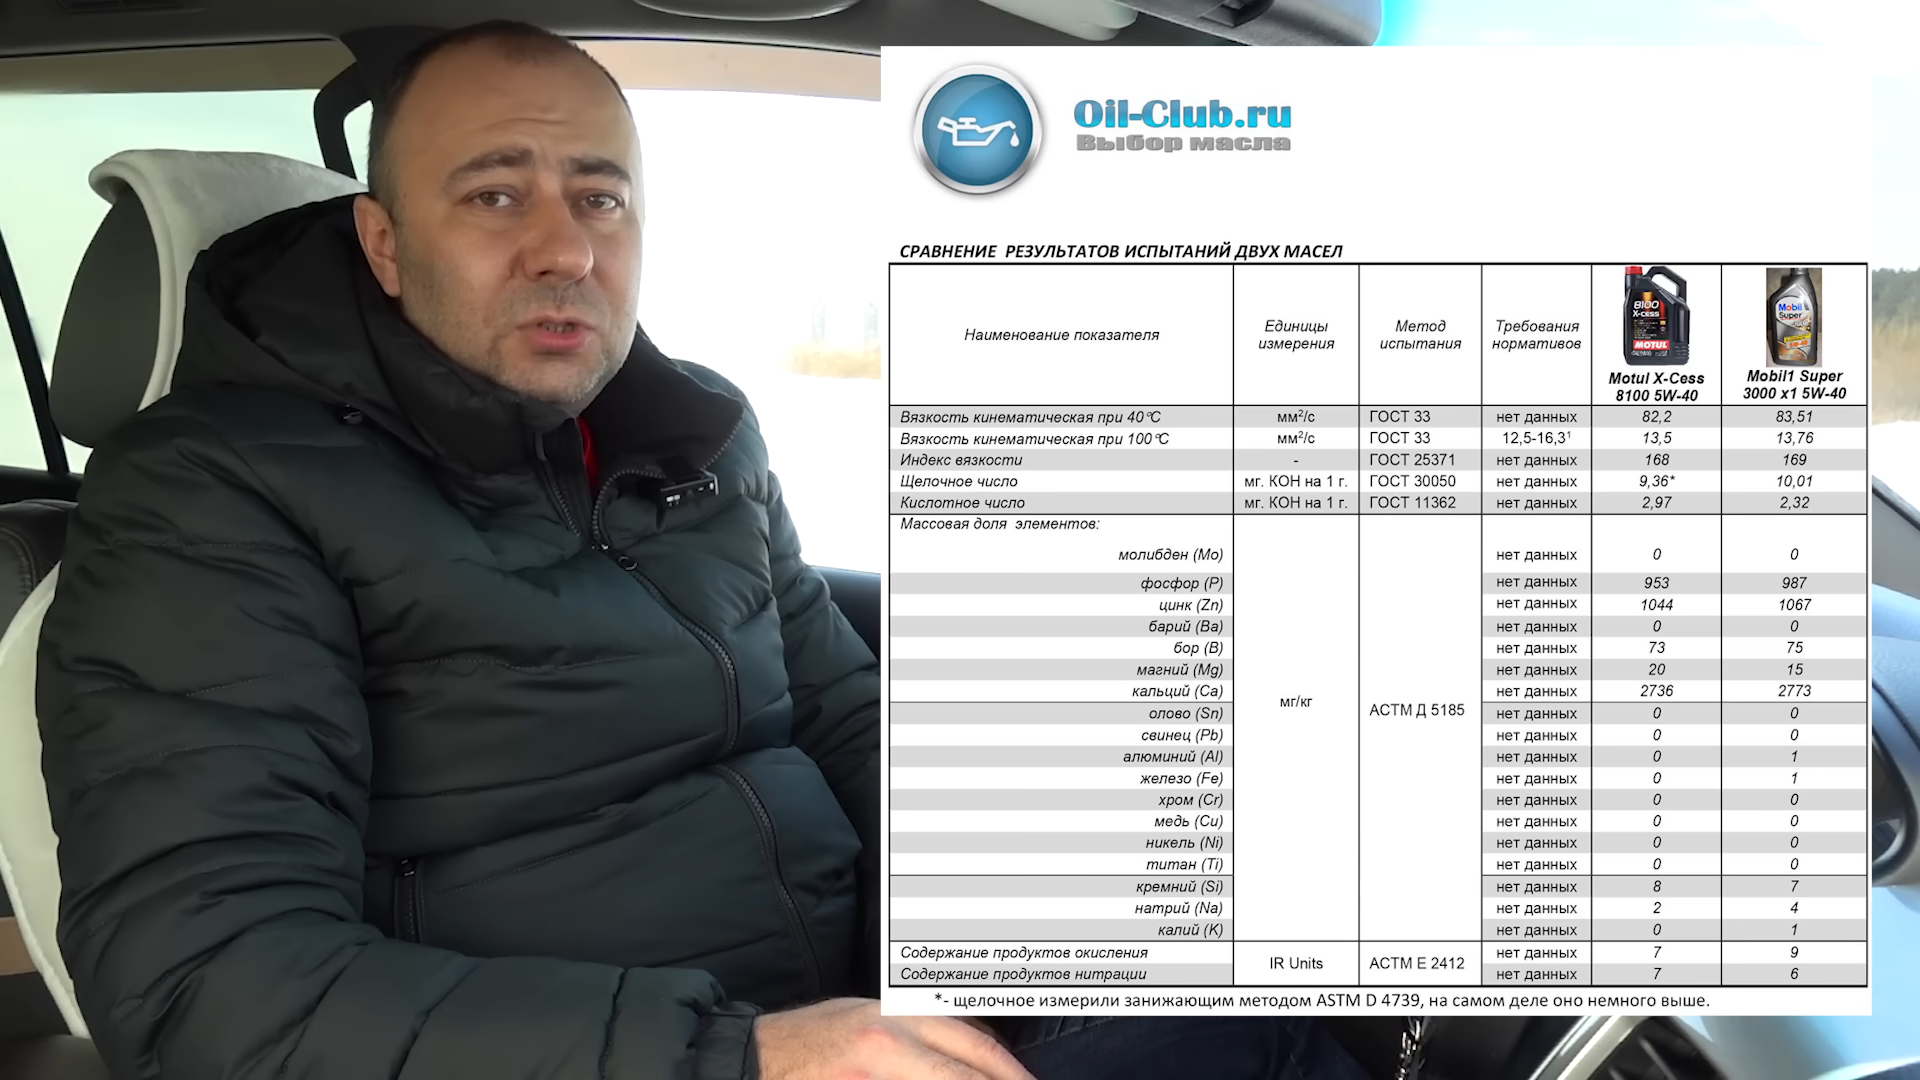 Oil-Club.ru
Выбор масла
СРАВНЕНИЕ РЕЗУЛЬТАТОВ ИСПЫТАНИЙ ДВУХ МАСЕЛ
Наименование показателя Единицы измерения Метод испытания Требования нормативов Motul X-Cess 8100 5W-40 Mobil1 Super 3000 x1 5W-40
8100
X-cess
MOTUL
Mobil
Super
Вязкость кинематическая при 40°C мм²/с ГОСТ 33 нет данных 82,2 83,51
Вязкость кинематическая при 100°C мм²/с ГОСТ 33 12,5-16,3¹ 13,5 13,76
Индекс вязкости - ГОСТ 25371 нет данных 168 169
Щелочное число мг. КОН на 1 г. ГОСТ 30050 нет данных 9,36* 10,01
Кислотное число мг. КОН на 1 г. ГОСТ 11362 нет данных 2,97 2,32
Массовая доля элементов:
молибден (Mo) нет данных 0 0
фосфор (P) нет данных 953 987
цинк (Zn) нет данных 1044 1067
барий (Ba) нет данных 0 0
бор (B) нет данных 73 75
магний (Mg) нет данных 20 15
кальций (Ca) нет данных 2736 2773
мг/кг АСТМ Д 5185
олово (Sn) нет данных 0 0
свинец (Pb) нет данных 0 0
алюминий (Al) нет данных 0 1
железо (Fe) нет данных 0 1
хром (Cr) нет данных 0 0
медь (Cu) нет данных 0 0
никель (Ni) нет данных 0 0
титан (Ti) нет данных 0 0
кремний (Si) нет данных 8 7
натрий (Na) нет данных 2 4
калий (K) нет данных 0 1
Содержание продуктов окисления нет данных 7 9
IR Units АСТМ Е 2412
Содержание продуктов нитрации нет данных 7 6
*- щелочное измерили занижающим методом ASTM D 4739, на самом деле оно немного выше.